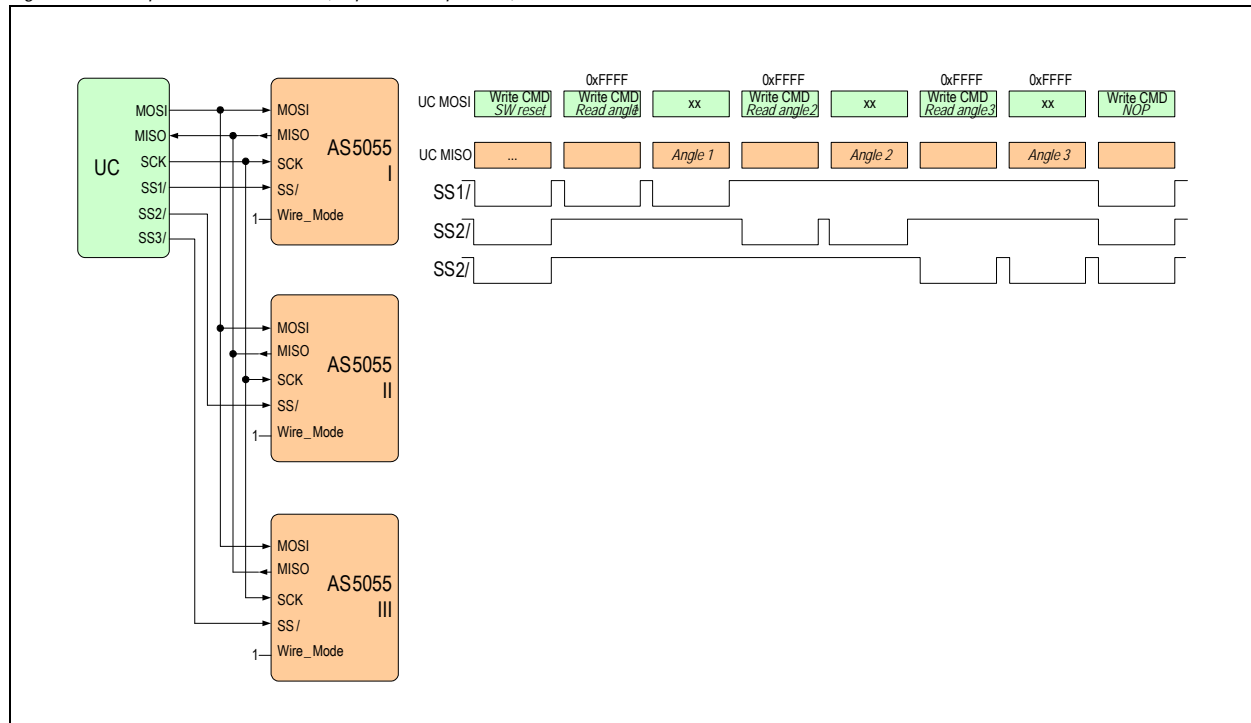 UC
MOSI
MISO
SCK
SS1/
SS2/
SS3/
MOSI
MISO
SCK
SS/
1 Wire_Mode
AS5055
I
MOSI
MISO
SCK
SS/
1 Wire_Mode
AS5055
II
MOSI
MISO
SCK
SS/
1 Wire_Mode
AS5055
III
0xFFFF 0xFFFF 0xFFFF 0xFFFF
UC MOSI
Write CMD
SW reset
Write CMD
Read angle1
xx
Write CMD
Read angle2
xx
Write CMD
Read angle3
xx
Write CMD
NOP
UC MISO
...
Angle 1
Angle 2
Angle 3
SS1/
SS2/
SS2/